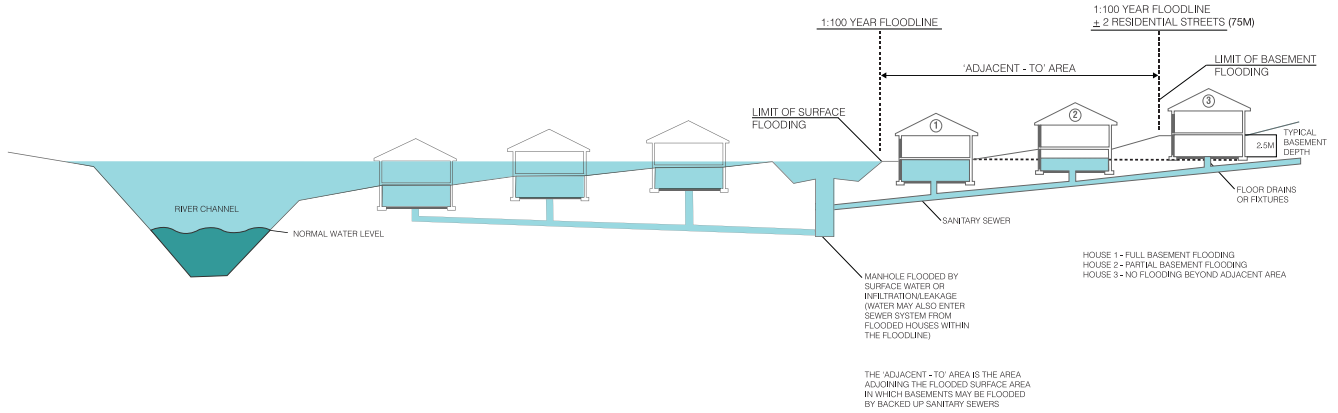 1:100 YEAR FLOODLINE
1:100 YEAR FLOODLINE
± 2 RESIDENTIAL STREETS (75M)
'ADJACENT - TO' AREA
LIMIT OF BASEMENT
FLOODING
LIMIT OF SURFACE
FLOODING
1
2
3
2.5M
TYPICAL
BASEMENT
DEPTH
FLOOR DRAINS
OR FIXTURES
SANITARY SEWER
RIVER CHANNEL
NORMAL WATER LEVEL
HOUSE 1 - FULL BASEMENT FLOODING
HOUSE 2 - PARTIAL BASEMENT FLOODING
HOUSE 3 - NO FLOODING BEYOND ADJACENT AREA
MANHOLE FLOODED BY
SURFACE WATER OR
INFILTRATION/LEAKAGE
(WATER MAY ALSO ENTER
SEWER SYSTEM FROM
FLOODED HOUSES WITHIN
THE FLOODLINE)
THE 'ADJACENT - TO' AREA IS THE AREA
ADJOINING THE FLOODED SURFACE AREA
IN WHICH BASEMENTS MAY BE FLOODED
BY BACKED UP SANITARY SEWERS